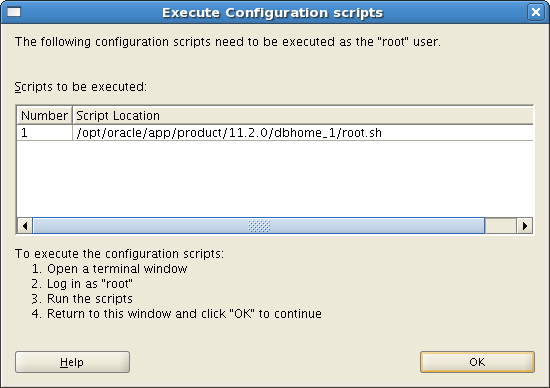 Execute Configuration scripts
The following configuration scripts need to be executed as the "root" user.
Scripts to be executed:
Number Script Location
1 /opt/oracle/app/product/11.2.0/dbhome_1/root.sh
To execute the configuration scripts:
1. Open a terminal window
2. Log in as "root"
3. Run the scripts
4. Return to this window and click "OK" to continue
Help OK